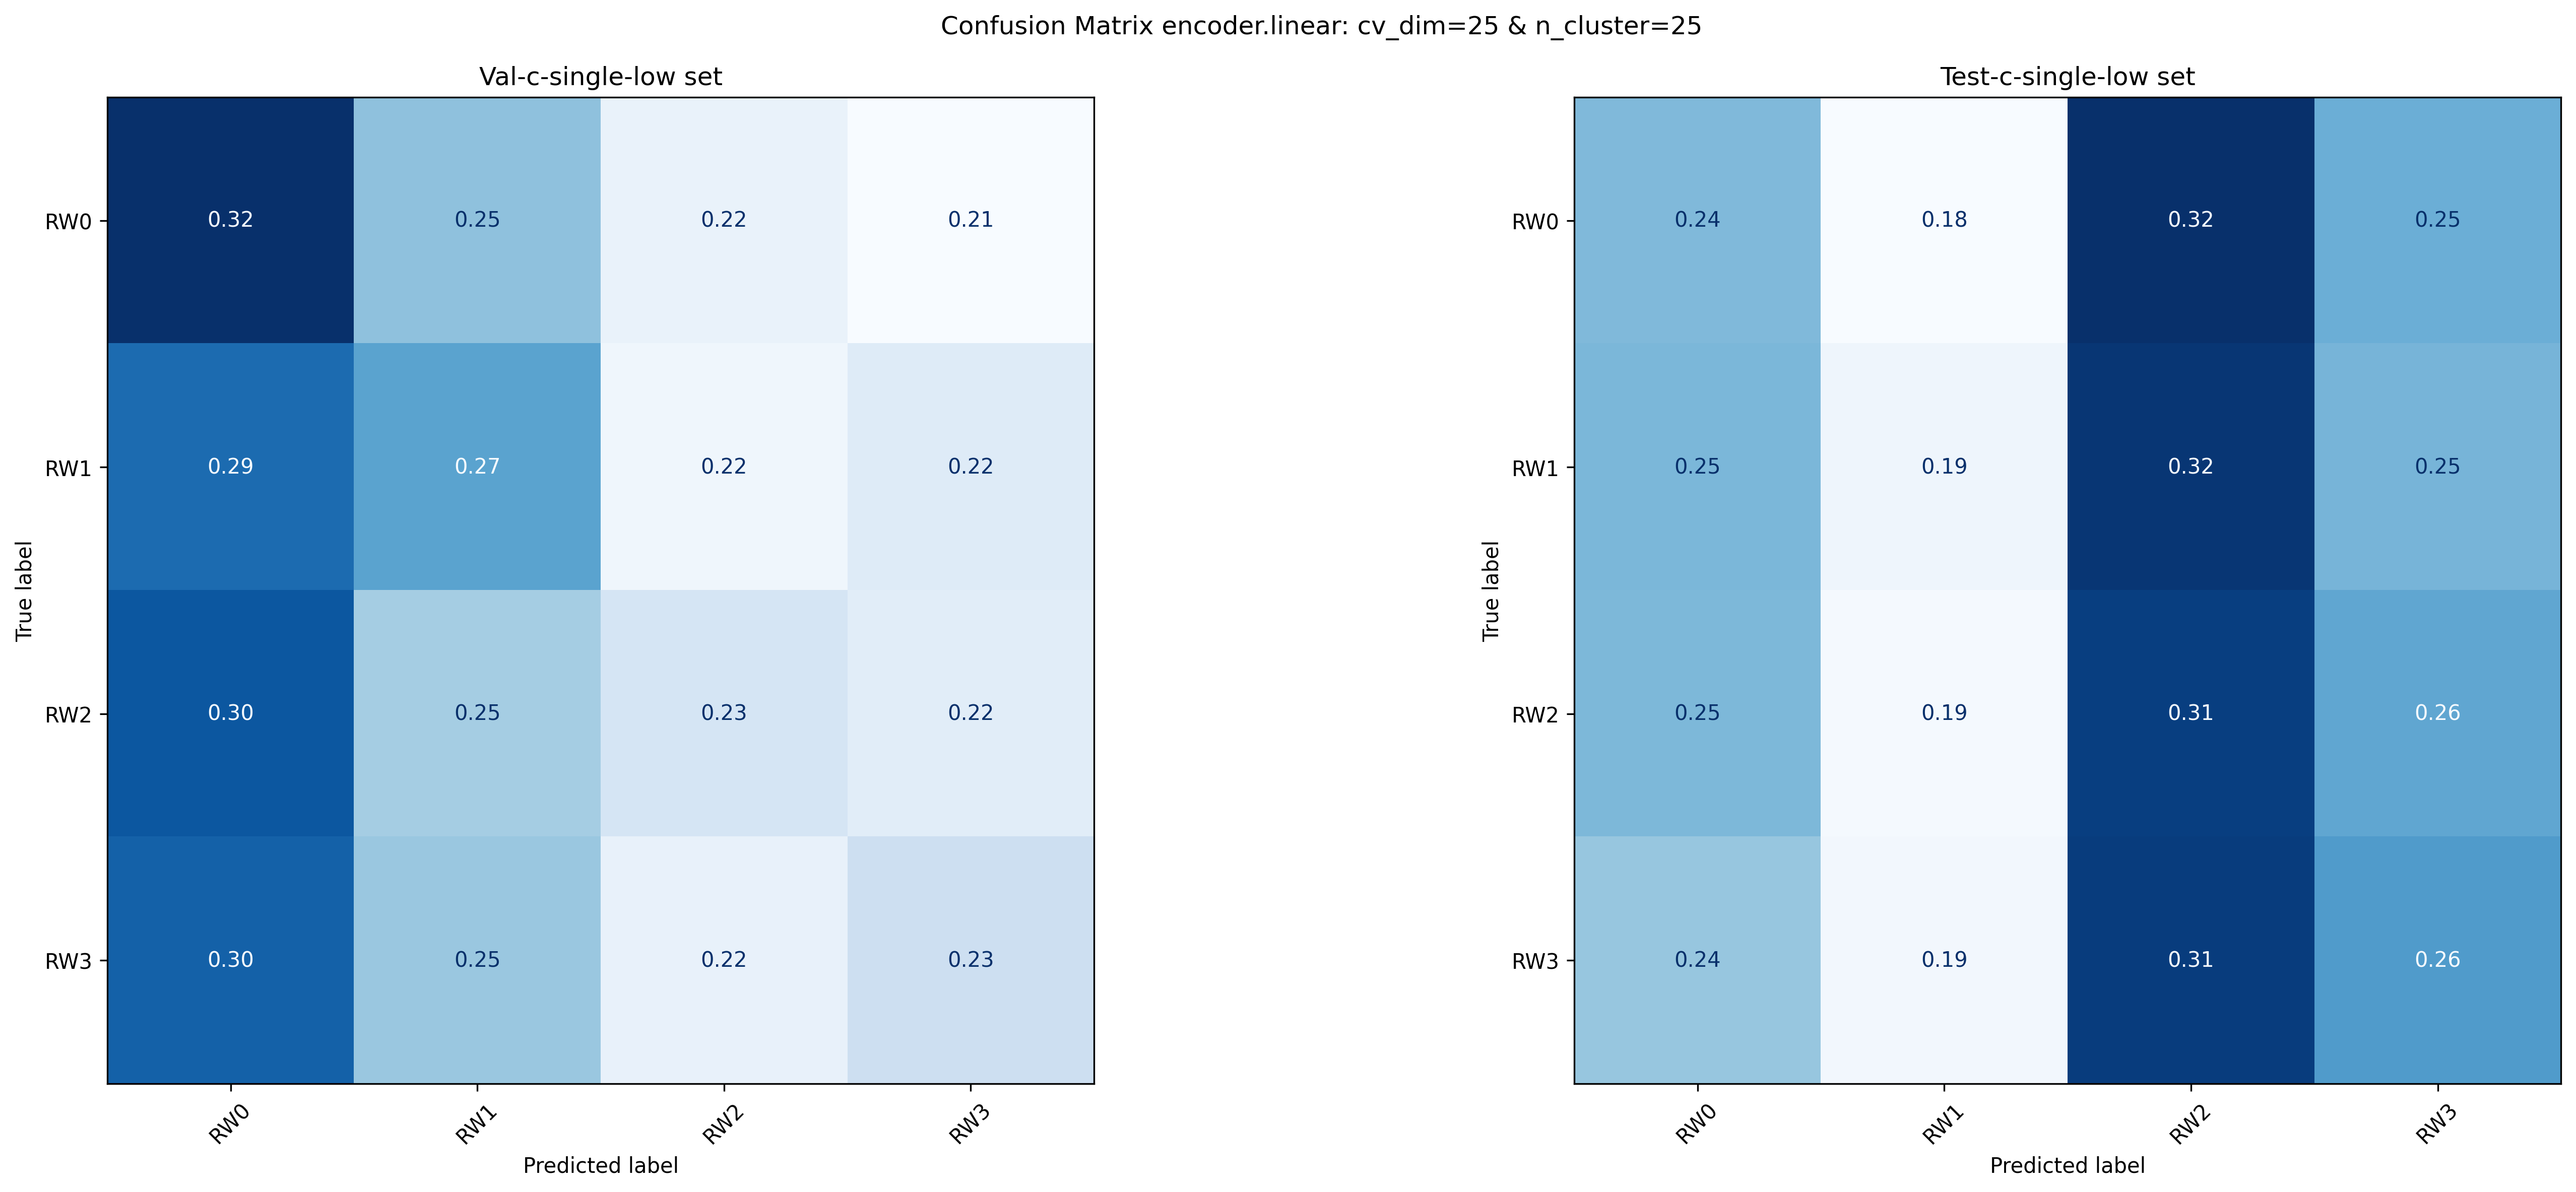 Confusion Matrix encoder.linear: cv_dim=25 & n_cluster=25
Val-c-single-low set
RW0 0.32 0.25 0.22 0.21
RW1 0.29 0.27 0.22 0.22
RW2 0.30 0.25 0.23 0.22
RW3 0.30 0.25 0.22 0.23
True label
RW0 RW1 RW2 RW3
Predicted label
Test-c-single-low set
RW0 0.24 0.18 0.32 0.25
RW1 0.25 0.19 0.32 0.25
RW2 0.25 0.19 0.31 0.26
RW3 0.24 0.19 0.31 0.26
True label
RW0 RW1 RW2 RW3
Predicted label